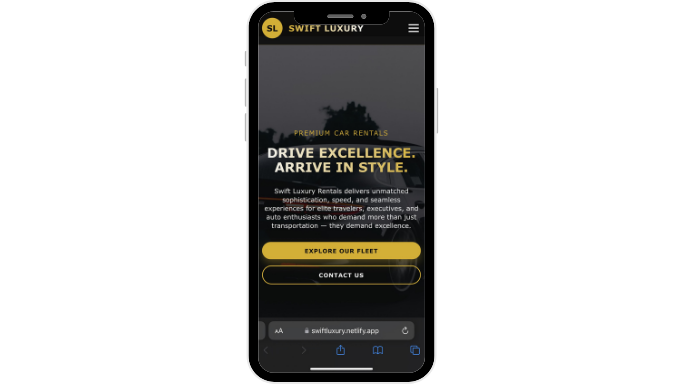 SL SWIFT LUXURY
PREMIUM CAR RENTALS
DRIVE EXCELLENCE.
ARRIVE IN STYLE.
Swift Luxury Rentals delivers unmatched
sophistication, speed, and seamless
experiences for elite travelers, executives, and
auto enthusiasts who demand more than just
transportation — they demand excellence.
EXPLORE OUR FLEET
CONTACT US
AA swiftluxury.netlify.app